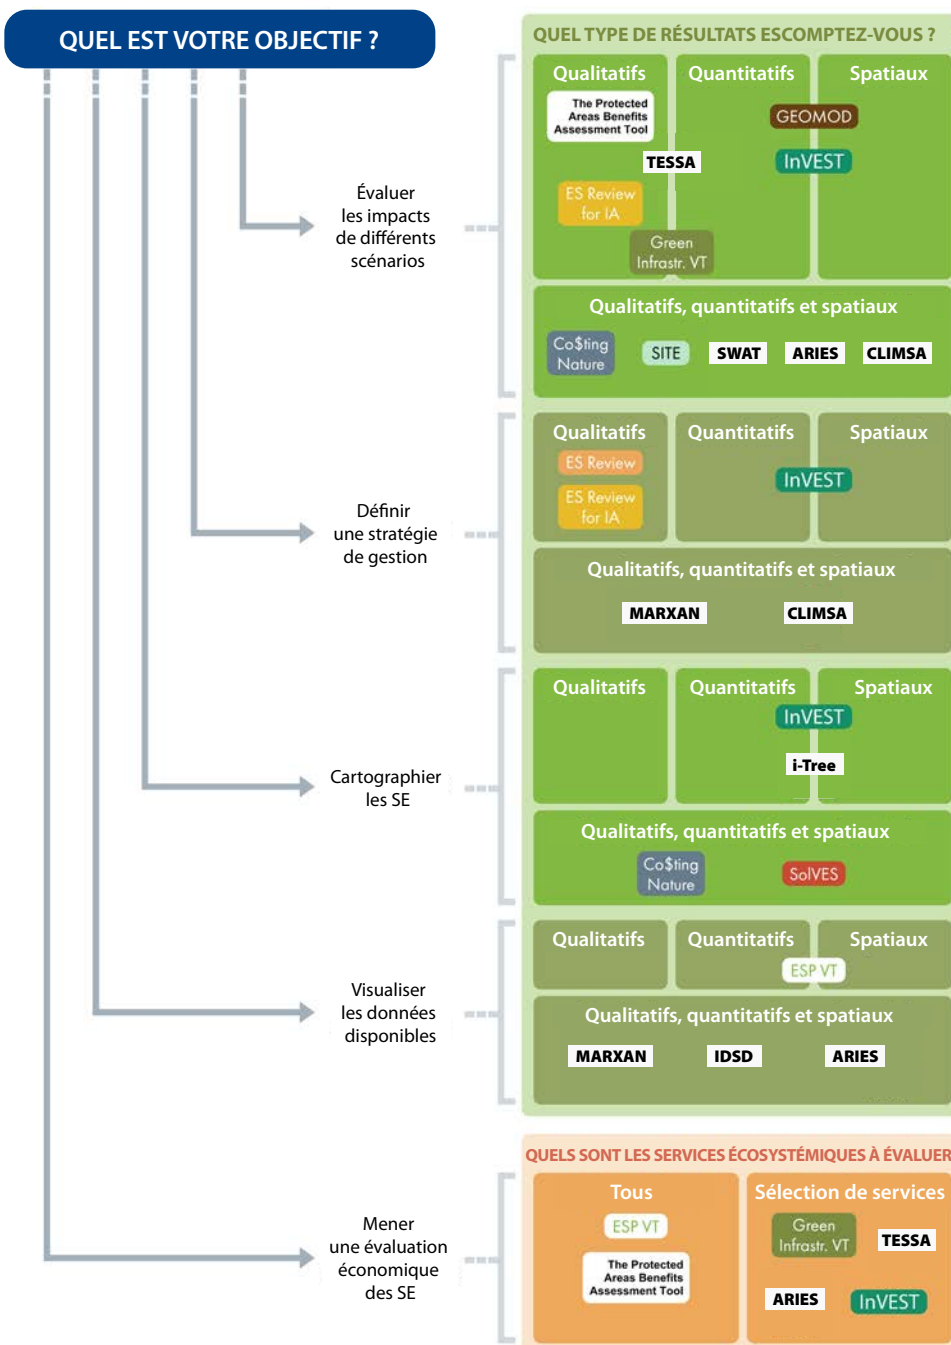 QUEL EST VOTRE OBJECTIF ?
QUEL TYPE DE RÉSULTATS ESCOMPTEZ-VOUS ?
Évaluer
les impacts
de différents
scénarios
Qualitatifs
Quantitatifs
Spatiaux
The Protected
Areas Benefits
Assessment Tool
GEOMOD
TESSA
InVEST
ES Review
for IA
Green
Infrastr. VT
Qualitatifs, quantitatifs et spatiaux
Co$ting
Nature
SITE
SWAT
ARIES
CLIMSA
Définir
une stratégie
de gestion
Qualitatifs
Quantitatifs
Spatiaux
ES Review
InVEST
ES Review
for IA
Qualitatifs, quantitatifs et spatiaux
MARXAN
CLIMSA
Cartographier
les SE
Qualitatifs
Quantitatifs
Spatiaux
InVEST
i-Tree
Qualitatifs, quantitatifs et spatiaux
Co$ting
Nature
SolVES
Visualiser
les données
disponibles
Qualitatifs
Quantitatifs
Spatiaux
ESP VT
Qualitatifs, quantitatifs et spatiaux
MARXAN
IDSD
ARIES
QUELS SONT LES SERVICES ÉCOSYSTÉMIQUES À ÉVALUER
Mener
une évaluation
économique
des SE
Tous
ESP VT
The Protected
Areas Benefits
Assessment Tool
Sélection de services
Green
Infrastr. VT
TESSA
ARIES
InVEST